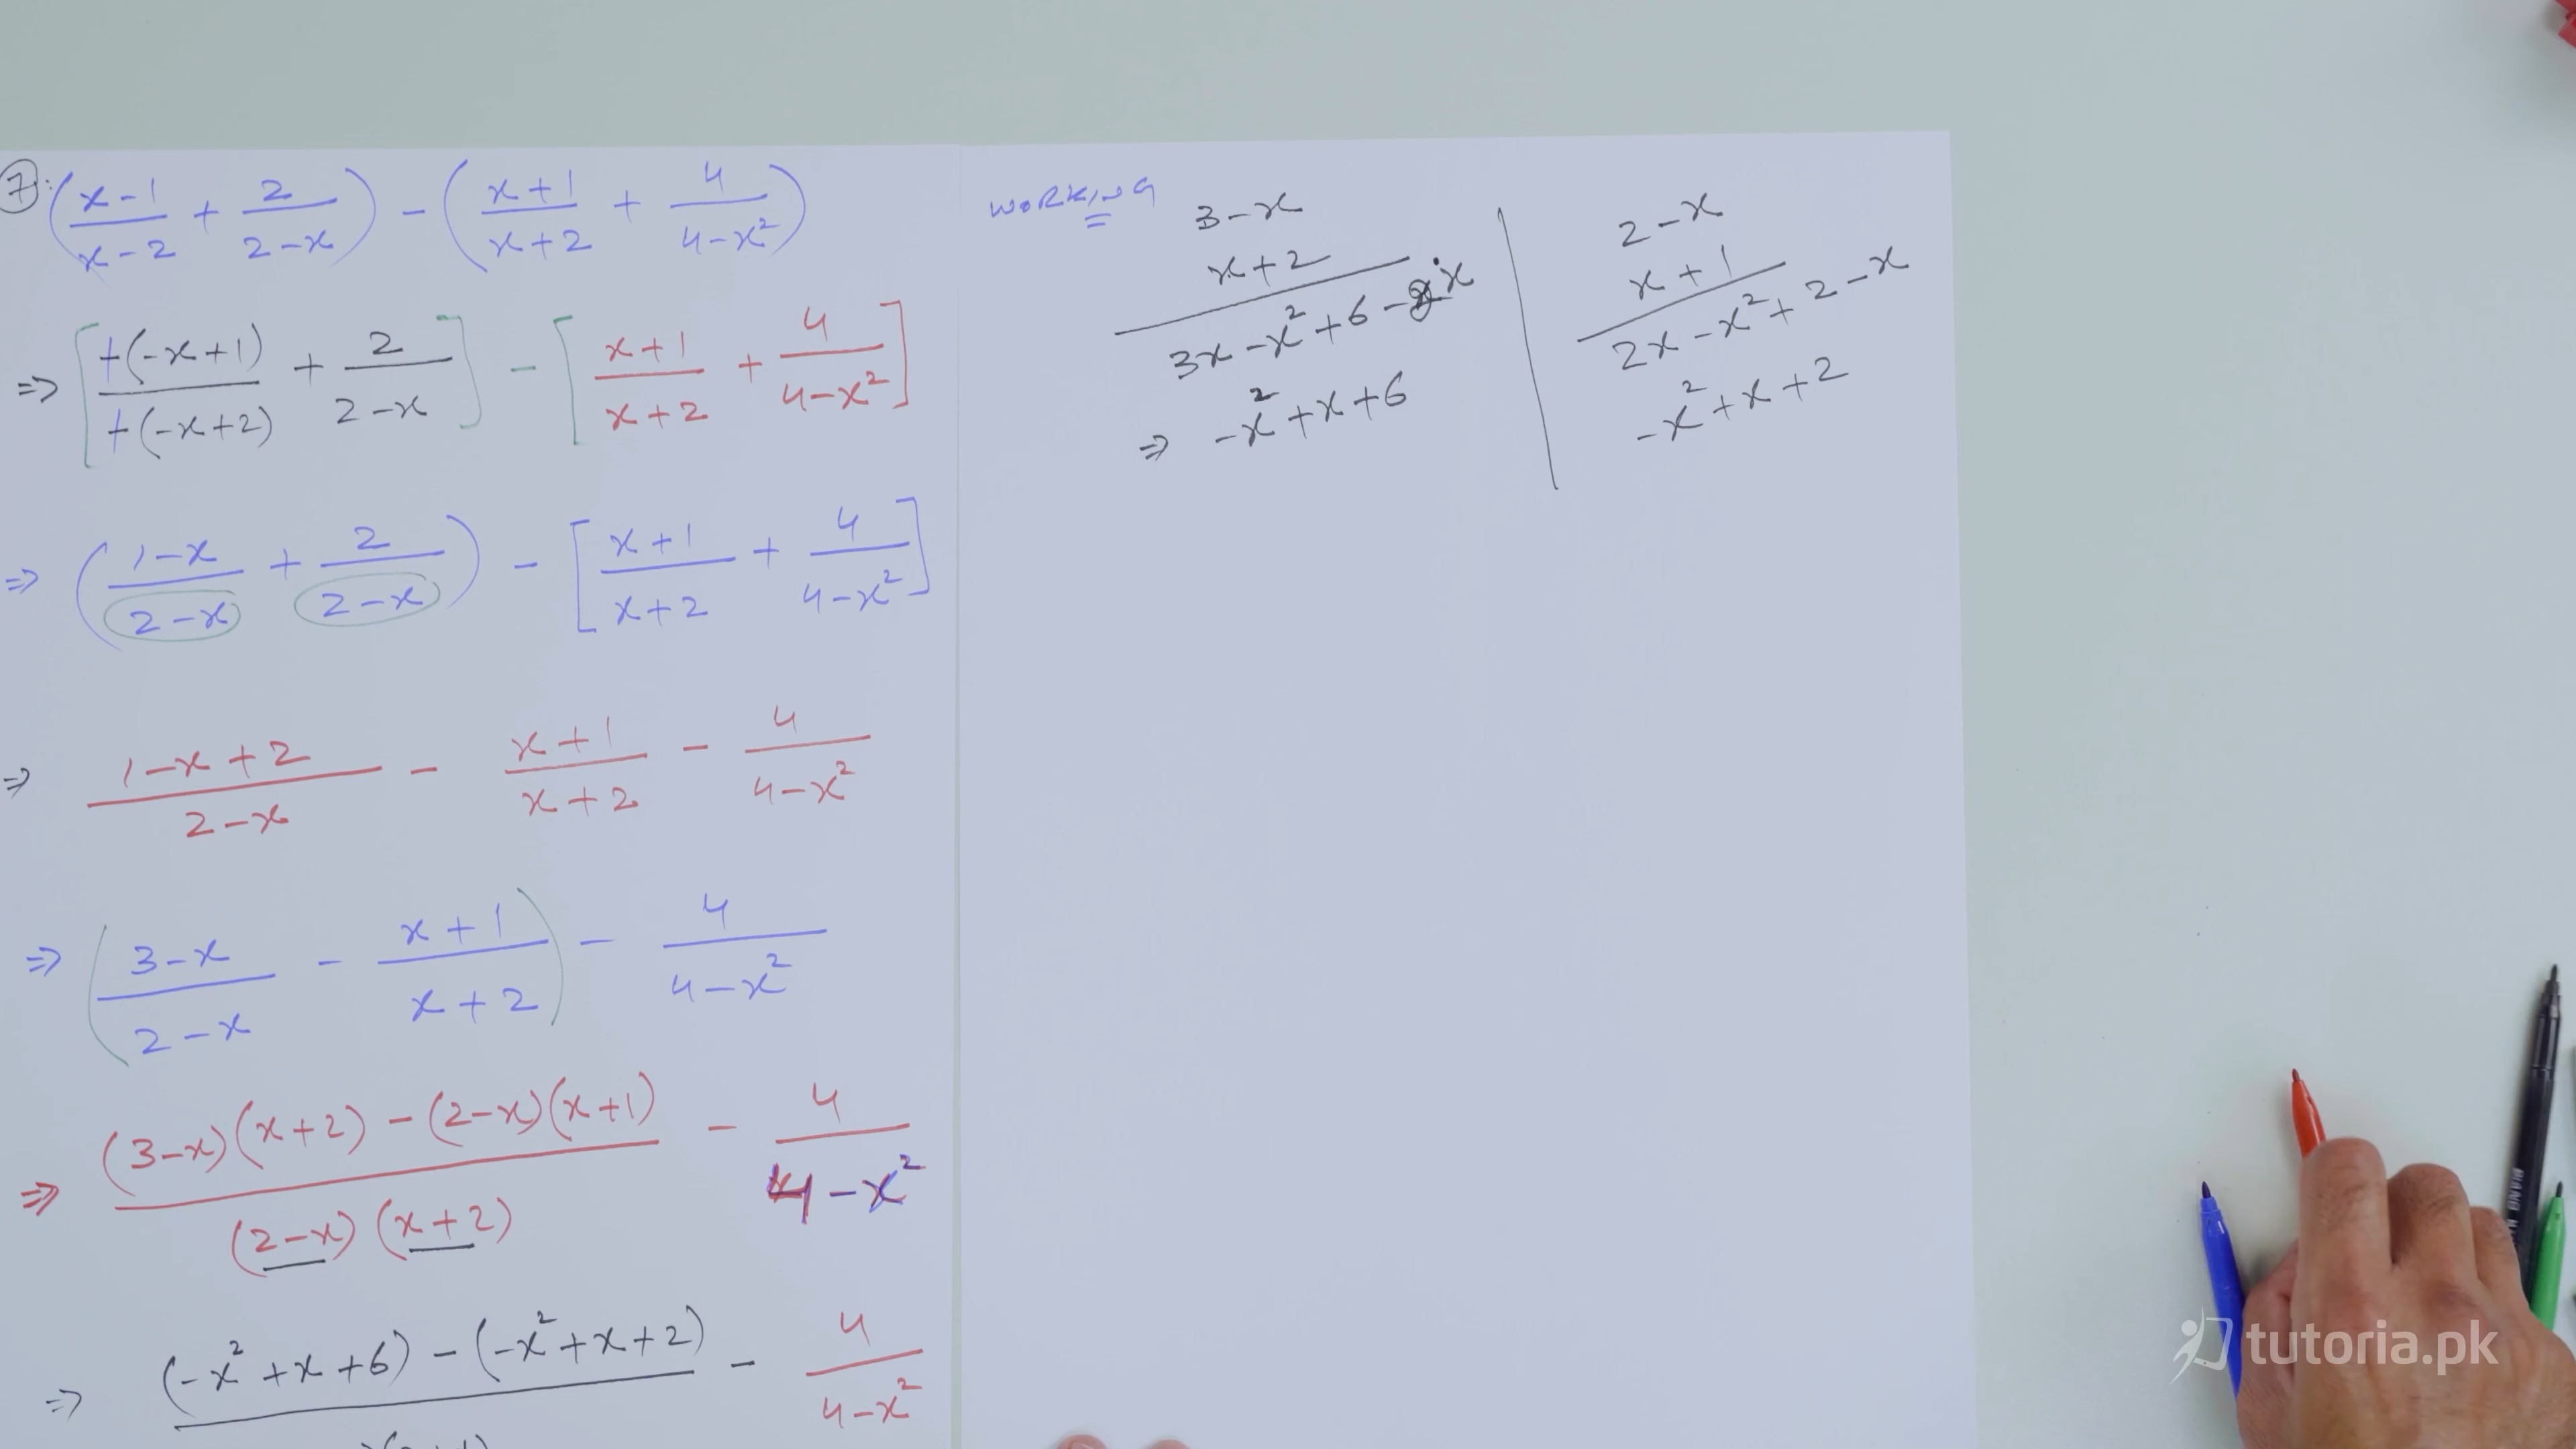 7: (x-1/x-2 + 2/2-x) - (x+1/x+2 + 4/4-x²)
⇒ [+(-x+1)/+(-x+2) + 2/2-x] - [x+1/x+2 + 4/4-x²]
⇒ (1-x/2-x + 2/2-x) - [x+1/x+2 + 4/4-x²]
⇒ 1-x+2/2-x - x+1/x+2 - 4/4-x²
⇒ (3-x/2-x - x+1/x+2) - 4/4-x²
⇒ (3-x)(x+2) - (2-x)(x+1)/(2-x)(x+2) - 4/4-x²
⇒ (-x²+x+6) - (-x²+x+2) - 4/4-x²
WORKING
3-x
x+2
3x-x²+6-2x
⇒ -x²+x+6
2-x
x+1
2x-x²+2-x
-x²+x+2
tutoria.pk